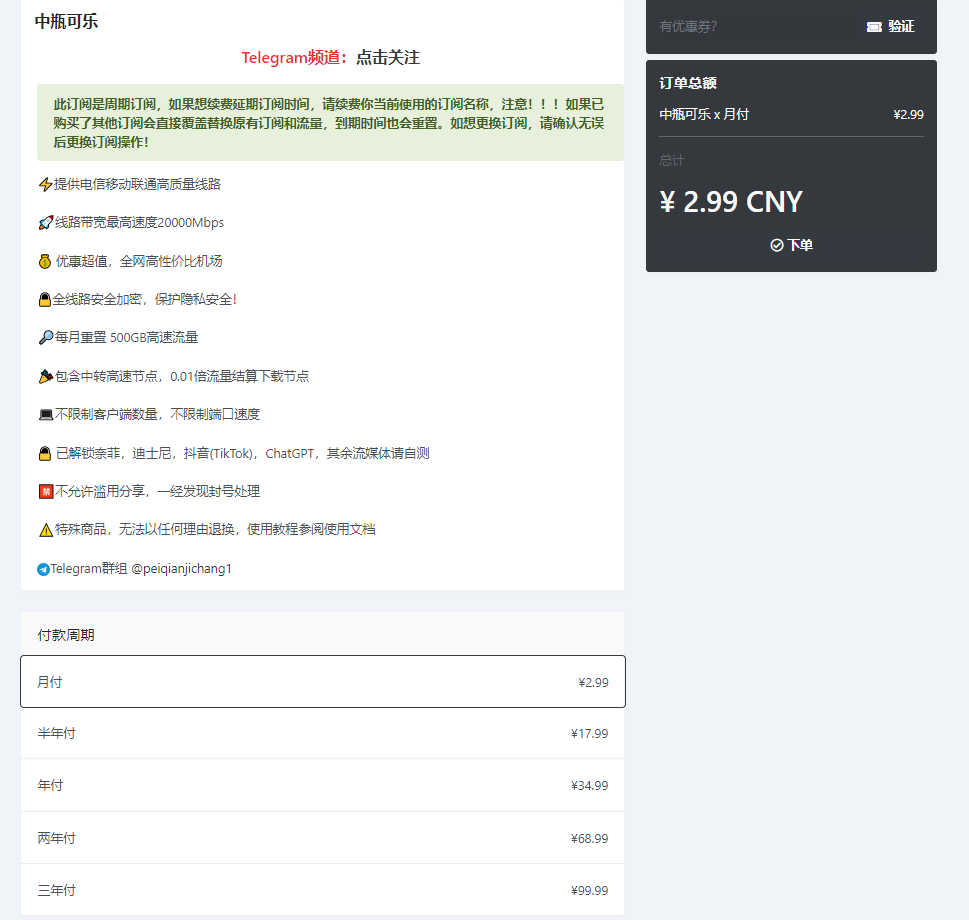 中瓶可乐
Telegram频道：点击关注
此订阅是周期订阅，如果想续费延期订阅时间，请续费你当前使用的订阅名称，注意！！！如果已
购买了其他订阅会直接覆盖替换原有订阅和流量，到期时间也会重置。如想更换订阅，请确认无误
后更换订阅操作！
⚡提供电信移动联通高质量线路
🚀线路带宽最高速度20000Mbps
💰 优惠超值，全网高性价比机场
🔒全线路安全加密，保护隐私安全！
🔎每月重置 500GB高速流量
🎉包含中转高速节点，0.01倍流量结算下载节点
💻不限制客户端数量，不限制端口速度
🔒 已解锁奈菲，迪士尼，抖音(TikTok)，ChatGPT，其余流媒体请自测
🈲不允许滥用分享，一经发现封号处理
⚠️特殊商品，无法以任何理由退换，使用教程参阅使用文档
Telegram群组 @peiqianjichang1
付款周期
月付 ¥2.99
半年付 ¥17.99
年付 ¥34.99
两年付 ¥68.99
三年付 ¥99.99
有优惠券? 验证
订单总额
中瓶可乐 x 月付 ¥2.99
总计
¥ 2.99 CNY
下单